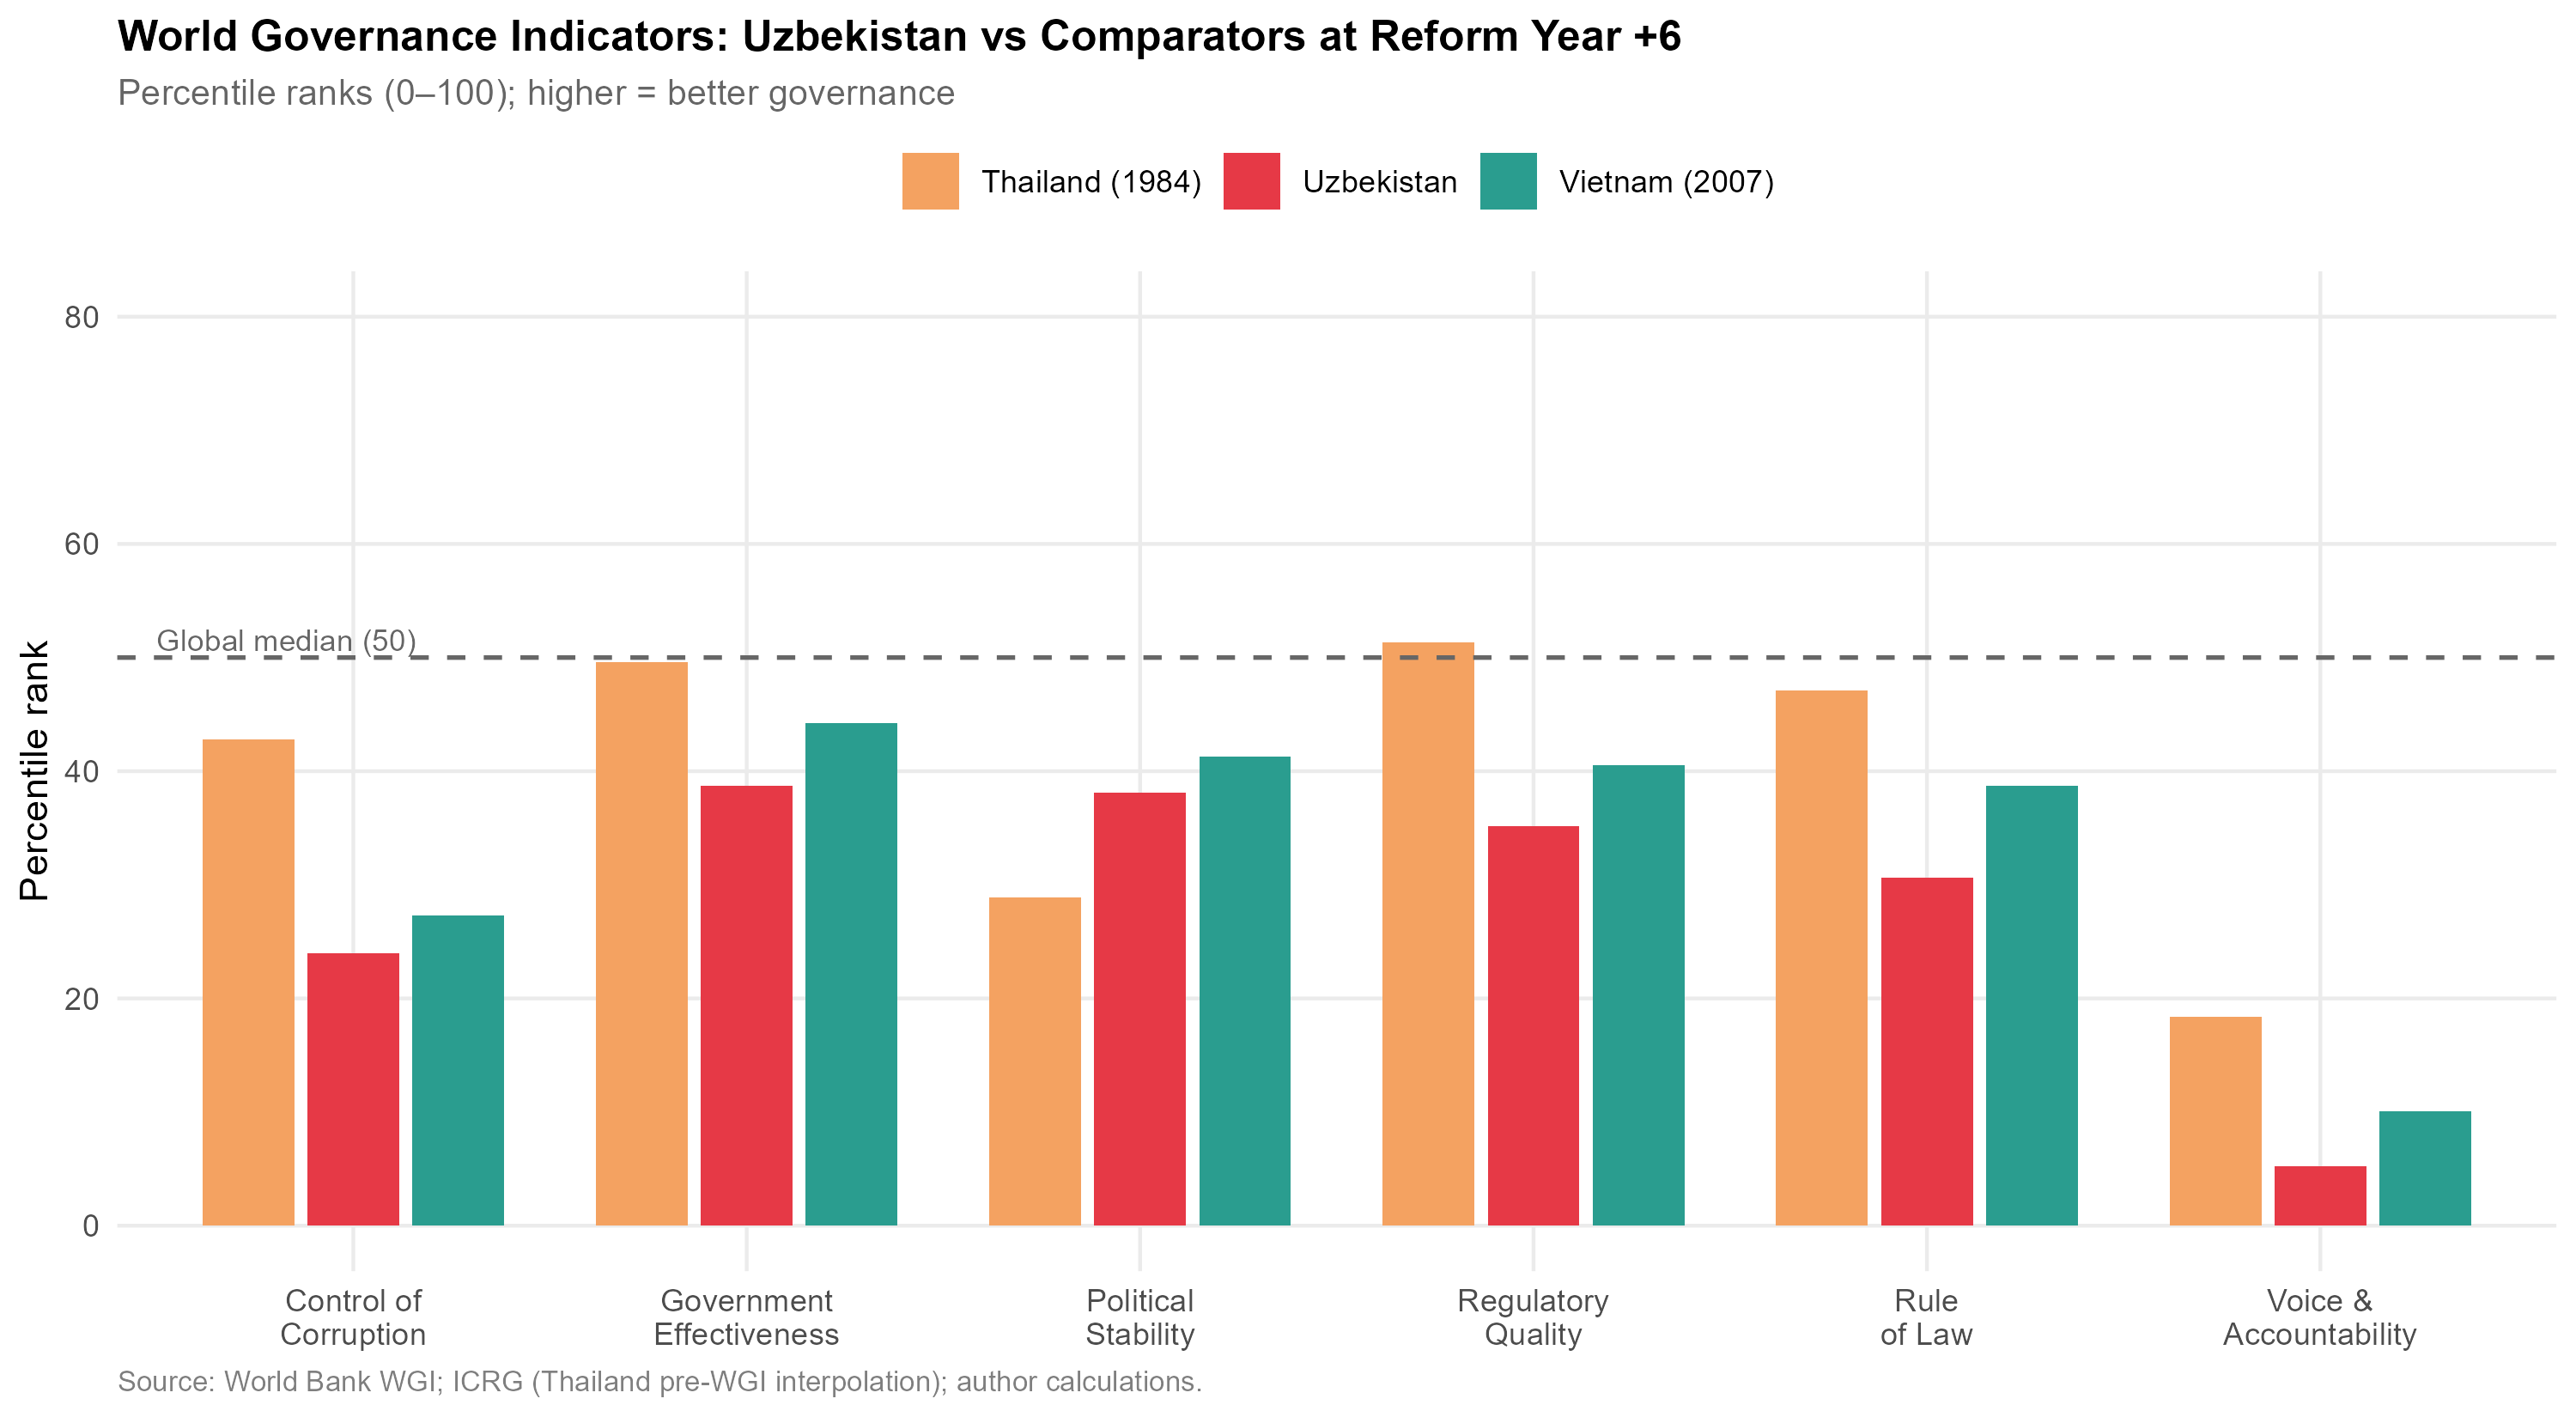 World Governance Indicators: Uzbekistan vs Comparators at Reform Year +6
Percentile ranks (0–100); higher = better governance
Thailand (1984) Uzbekistan Vietnam (2007)
Percentile rank
80
60
Global median (50)
40
20
0
Control of
Corruption
Government
Effectiveness
Political
Stability
Regulatory
Quality
Rule
of Law
Voice &
Accountability
Source: World Bank WGI; ICRG (Thailand pre-WGI interpolation); author calculations.